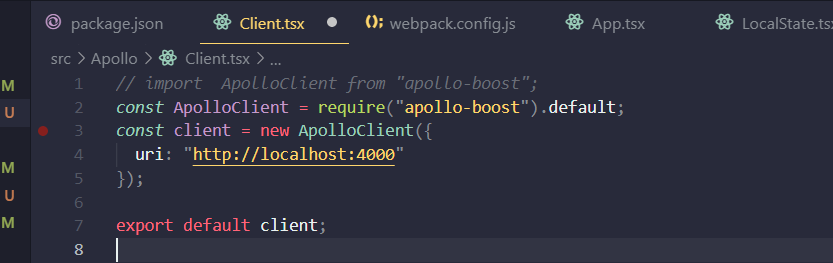 package.json Client.tsx webpack.config.js App.tsx LocalState.tsx
src > Apollo > Client.tsx > ...
M 1 // import  ApolloClient from "apollo-boost";
U 2 const ApolloClient = require("apollo-boost").default;
3 const client = new ApolloClient({
M 4   uri: "http://localhost:4000"
U 5 });
M 6
7 export default client;
8